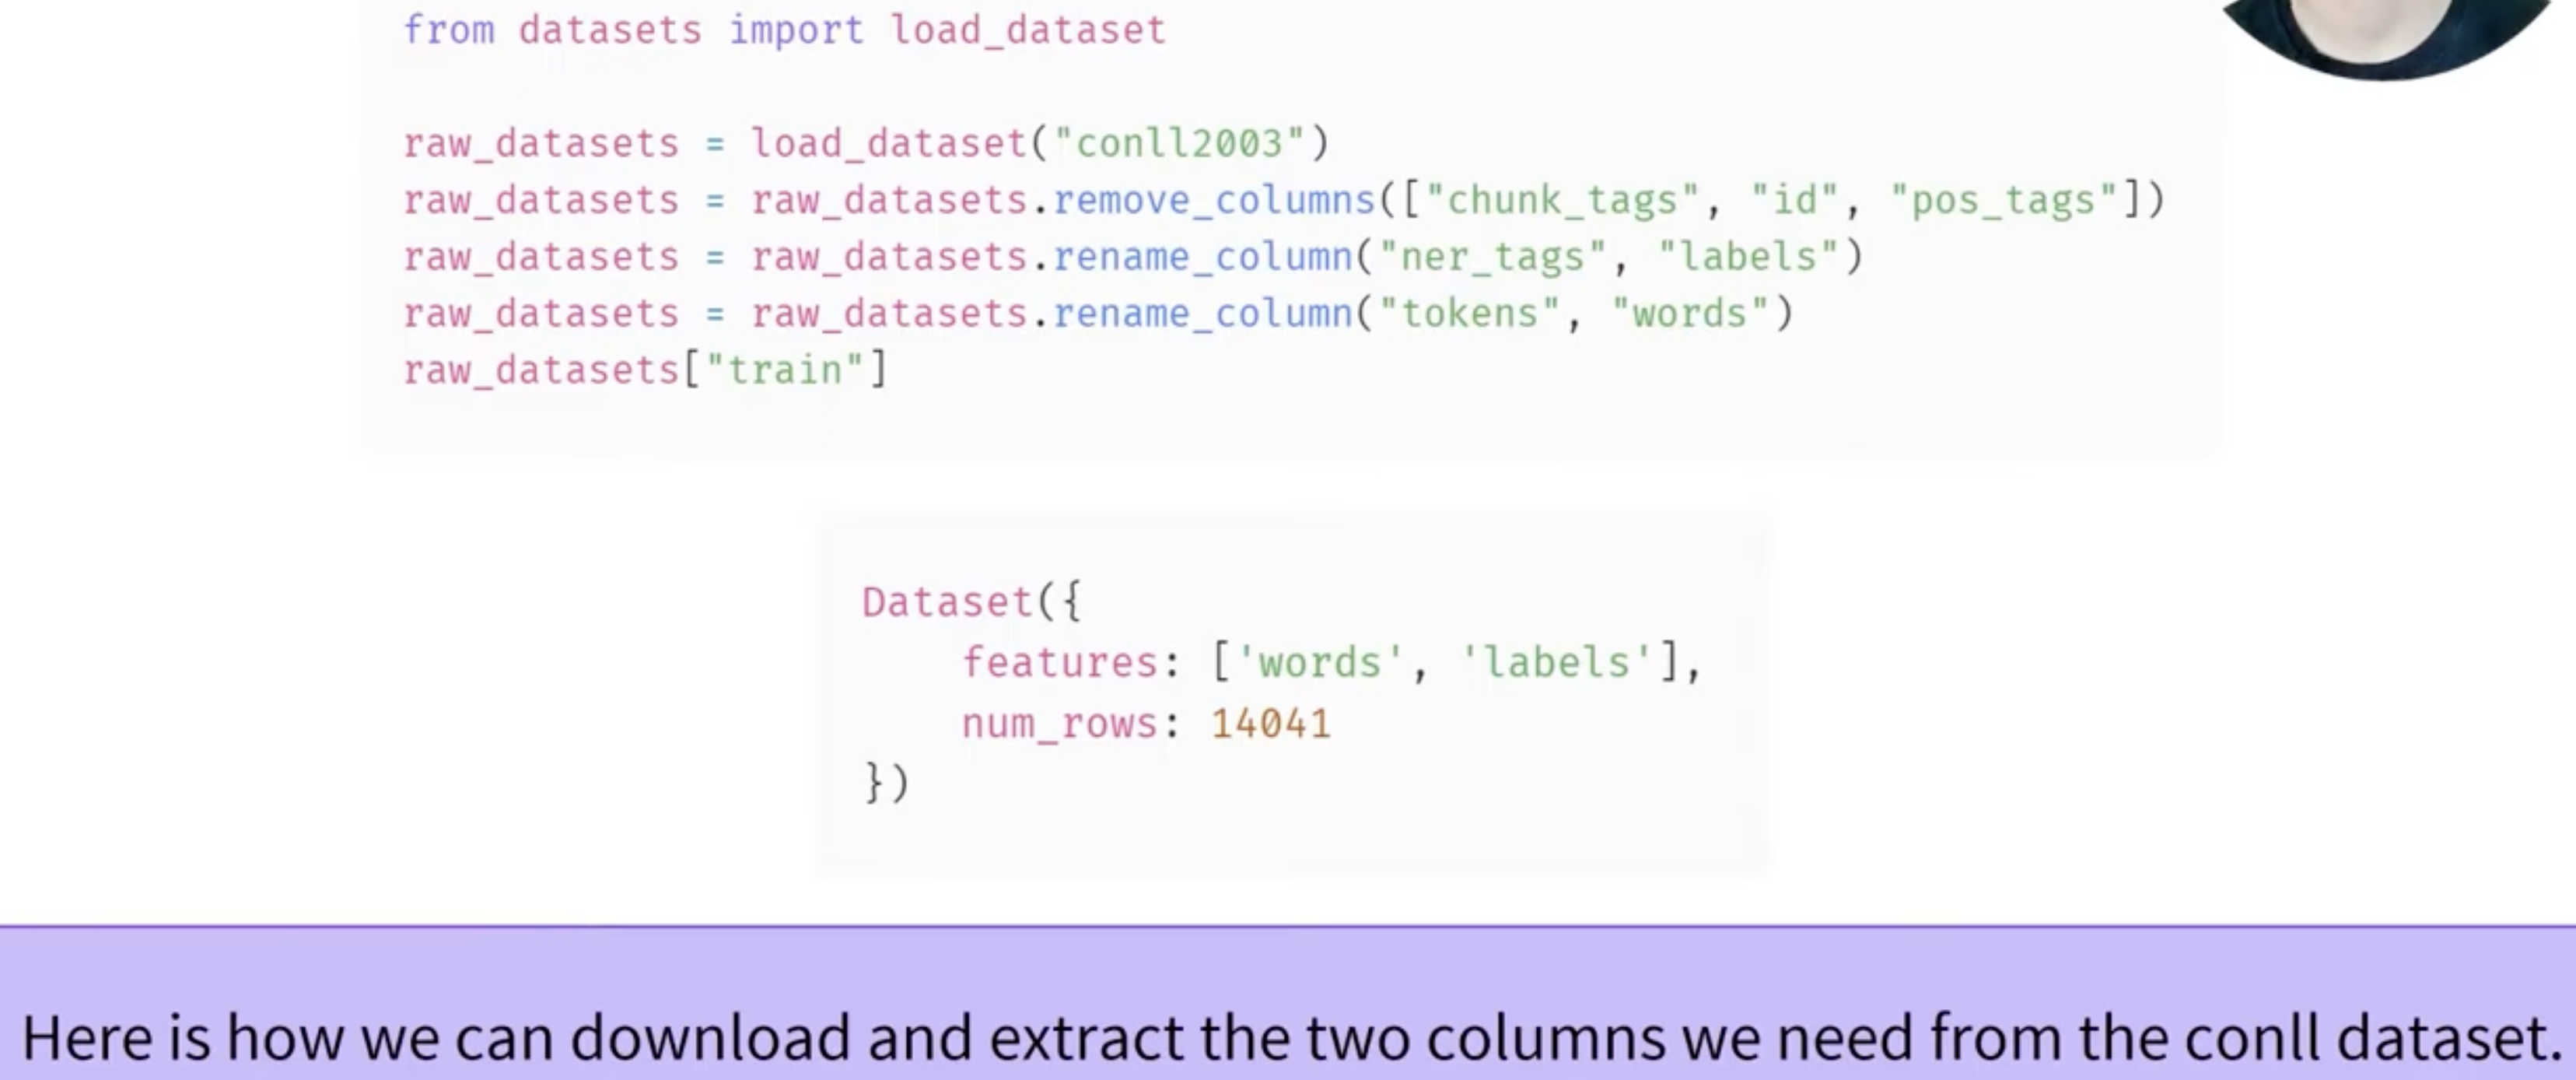 from datasets import load_dataset
raw_datasets = load_dataset("conll2003")
raw_datasets = raw_datasets.remove_columns(["chunk_tags", "id", "pos_tags"])
raw_datasets = raw_datasets.rename_column("ner_tags", "labels")
raw_datasets = raw_datasets.rename_column("tokens", "words")
raw_datasets["train"]
Dataset({
    features: ['words', 'labels'],
    num_rows: 14041
})
Here is how we can download and extract the two columns we need from the conll dataset.